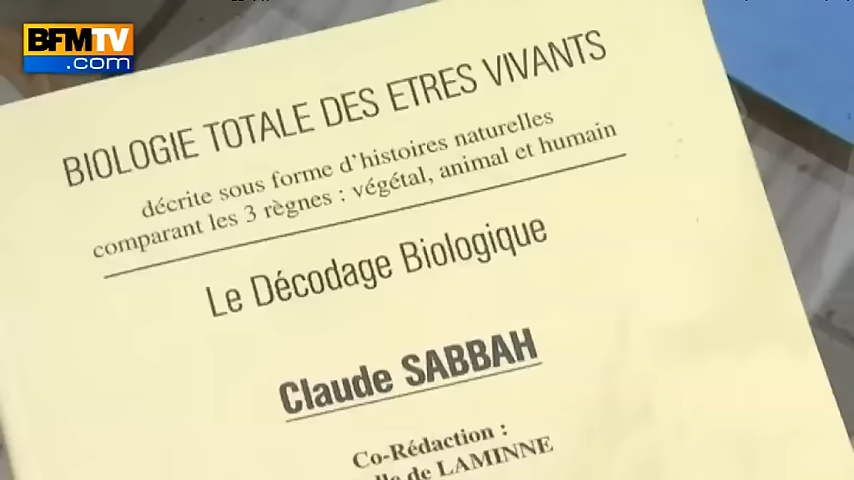 BFMTV
.com
BIOLOGIE TOTALE DES ETRES VIVANTS
décrite sous forme d'histoires naturelles
comparant les 3 règnes : végétal, animal et humain
Le Décodage Biologique
Claude SABBAH
Co-Rédaction :
de LAMINNE